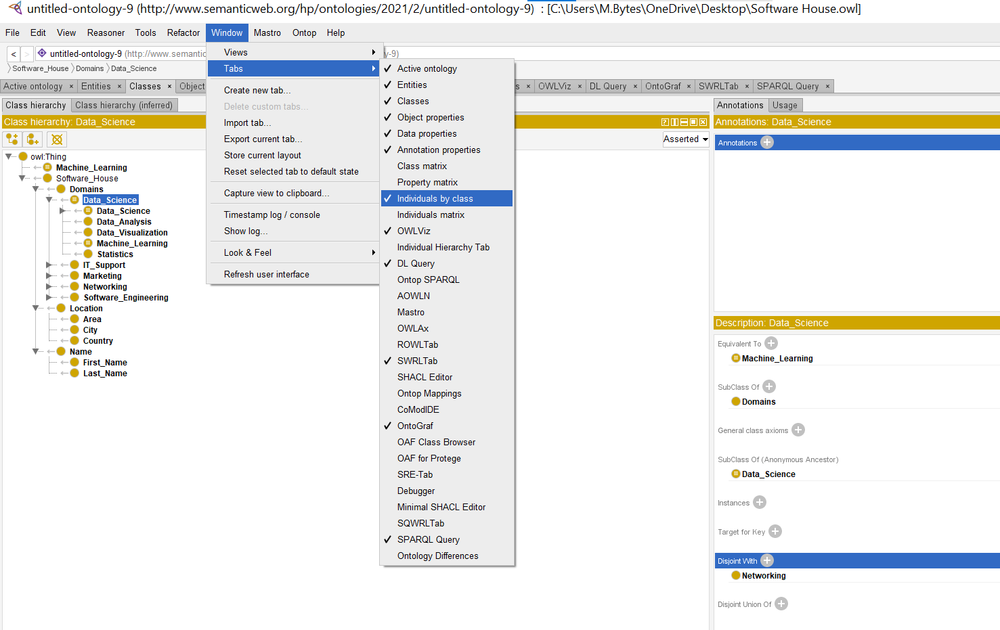 untitled-ontology-9 (http://www.semanticweb.org/hp/ontologies/2021/2/untitled-ontology-9) : [C:\Users\M.Bytes\OneDrive\Desktop\Software House.owl]
File Edit View Reasoner Tools Refactor Window Mastro Ontop Help
< > untitled-ontology-9 (http://www.semantic y-9)
Software_House Domains Data_Science
Active ontology × Entities × Classes × Object s × OWLViz × DL Query × OntoGraf × SWRLTab × SPARQL Query ×
Class hierarchy Class hierarchy (inferred)
Class hierarchy: Data_Science
Asserted
owl:Thing
Machine_Learning
Software_House
Domains
Data_Science
Data_Science
Data_Analysis
Data_Visualization
Machine_Learning
Statistics
IT_Support
Marketing
Networking
Software_Engineering
Location
Area
City
Country
Name
First_Name
Last_Name
Views
Tabs
Create new tab...
Delete custom tabs...
Import tab...
Export current tab...
Store current layout
Reset selected tab to default state
Capture view to clipboard...
Timestamp log / console
Show log...
Look & Feel
Refresh user interface
✓ Active ontology
✓ Entities
✓ Classes
✓ Object properties
✓ Data properties
✓ Annotation properties
Class matrix
Property matrix
✓ Individuals by class
Individuals matrix
✓ OWLViz
Individual Hierarchy Tab
✓ DL Query
Ontop SPARQL
AOWLN
Mastro
OWLAx
ROWLTab
✓ SWRLTab
SHACL Editor
Ontop Mappings
CoModIDE
✓ OntoGraf
OAF Class Browser
OAF for Protege
SRE-Tab
Debugger
Minimal SHACL Editor
SQWRLTab
✓ SPARQL Query
Ontology Differences
Annotations Usage
Annotations: Data_Science
Annotations
Description: Data_Science
Equivalent To
Machine_Learning
SubClass Of
Domains
General class axioms
SubClass Of (Anonymous Ancestor)
Data_Science
Instances
Target for Key
Disjoint With
Networking
Disjoint Union Of